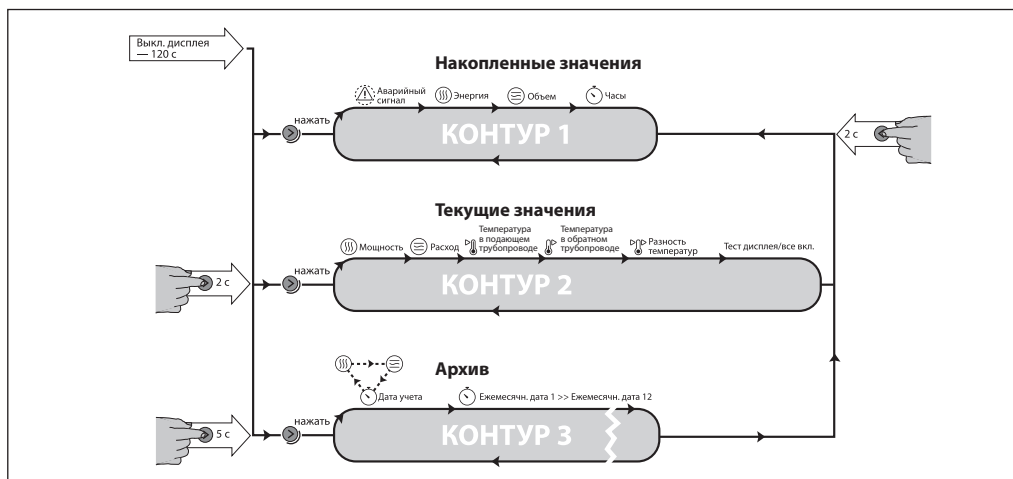 Выкл. дисплея
— 120 с
Накопленные значения
Аварийный
сигнал
Энергия
Объем
Часы
нажать
КОНТУР 1
2 с
Текущие значения
Мощность
Расход
Температура
в подающем
трубопроводе
Температура
в обратном
трубопроводе
Разность
температур
Тест дисплея/все вкл.
нажать
2 с
КОНТУР 2
Архив
Дата учета
Ежемесячн. дата 1 >> Ежемесячн. дата 12
нажать
5 с
КОНТУР 3